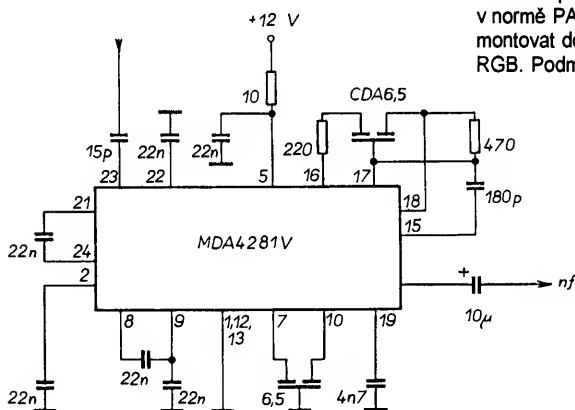 v normě PA
montovat d
RGB. Podm
+12 V
10
CDA6,5
15p
22n
22n
220
470
23
22
5
16
17
180p
21
18
15
24
MDA4281V
22n
2
+
nf
10µ
8
9
1,12,
13
7
10
19
22n
22n
22n
6,5
4n7